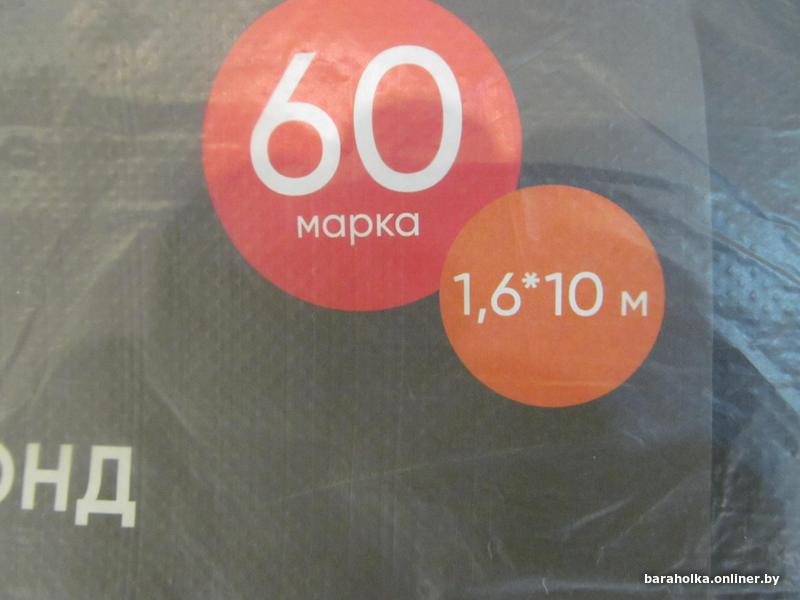 60
марка
1,6*10 м
ОНД
baraholka.onliner.by